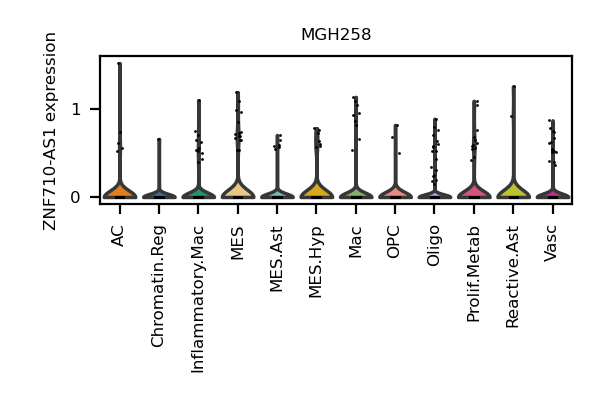 MGH258
ZNF710-AS1 expression
1
0
AC
Chromatin.Reg
Inflammatory.Mac
MES
MES.Ast
MES.Hyp
Mac
OPC
Oligo
Prolif.Metab
Reactive.Ast
Vasc